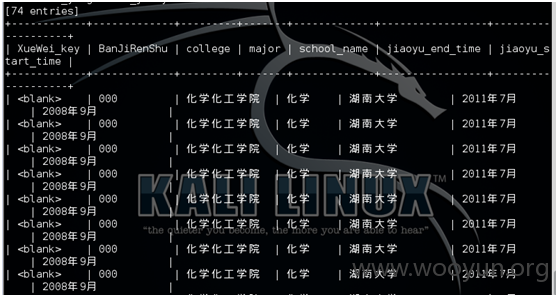 [74 entries]
+-----------+-------------+---------------+-------+-------------+-----------------+---------
----------+
| XueWei_key | BanJiRenShu | college | major | school_name | jiaoyu_end_time | jiaoyu_s
tart_time |
+-----------+-------------+---------------+-------+-------------+-----------------+---------
----------+
| <blank> | 000 | 化学化工学院 | 化学 | 湖南大学 | 2011年7月
| 2008年9月 |
| <blank> | 000 | 化学化工学院 | 化学 | 湖南大学 | 2011年7月
| 2008年9月 |
| <blank> | 000 | 化学化工学院 | 化学 | 湖南大学 | 2011年7月
| 2008年9月 |
| <blank> | 000 | 化学化工学院 | 化学 | 湖南大学 | 2011年7月
| 2008年9月 |
| <blank> | 000 | 化学化工学院 | 化学 | 湖南大学 | 2011年7月
| 2008年9月 |
| <blank> | 000 | 化学化工学院 | 化学 | 湖南大学 | 2011年7月
| 2008年9月 |
| <blank> | 000 | 化学化工学院 | 化学 | 湖南大学 | 2011年7月
| 2008年9月 |
| <blank> | 000 | 化学化工学院 | 化学 | 湖南大学 | 2011年7月
KALI LINUX™
"the quieter you become, the more you are able to hear"
www.wooyun.org